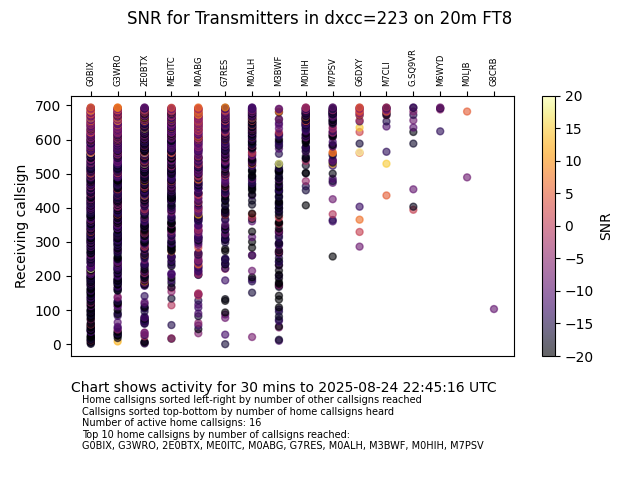 SNR for Transmitters in dxcc=223 on 20m FT8
G0BIX G3WRO 2E0BTX ME0ITC M0ABG G7RES M0ALH M3BWF M0HIH M7PSV G6DXY M7CLI G.SQ9VR M6WYD M0LJB G8CRB
700
600
500
400
300
200
100
0
Receiving callsign
20
15
10
5
0
−5
−10
−15
−20
SNR
Chart shows activity for 30 mins to 2025-08-24 22:45:16 UTC
Home callsigns sorted left-right by number of other callsigns reached
Callsigns sorted top-bottom by number of home callsigns heard
Number of active home callsigns: 16
Top 10 home callsigns by number of callsigns reached:
G0BIX, G3WRO, 2E0BTX, ME0ITC, M0ABG, G7RES, M0ALH, M3BWF, M0HIH, M7PSV